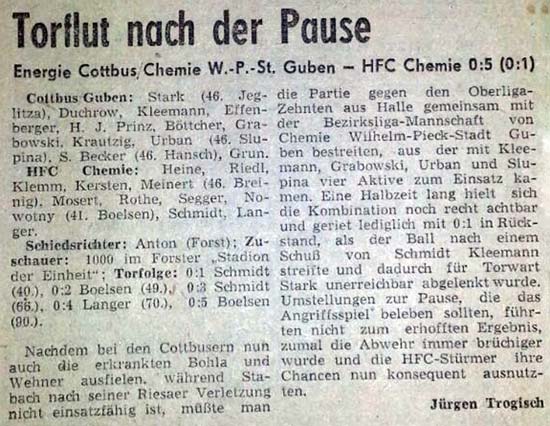 Torflut nach der Pause
Energie Cottbus/Chemie W.-P.-St. Guben — HFC Chemie 0:5 (0:1)
Cottbus/Guben: Stark (46. Jeg-
litza), Duchrow, Kleemann, Effen-
berger, H. J. Prinz, Böttcher, Gra-
bowski, Krautzig, Urban (46. Slu-
pina), S. Becker (46. Hansch), Grun.
HFC Chemie: Heine, Riedl,
Klemm, Kersten, Meinert (46. Brei-
nig). Mosert, Rothe, Segger, No-
wotny (41. Boelsen), Schmidt, Lan-
ger.
Schiedsrichter: Anton (Forst); Zu-
schauer: 1000 im Forster „Stadion
der Einheit“; Torfolge: 0:1 Schmidt
(40.), 0:2 Boelsen (49.), 0:3 Schmidt
(66.), 0:4 Langer (70.), 0:5 Boelsen
(90.).
Nachdem bei den Cottbusern nun
auch die erkrankten Bohla und
Wehner ausfielen, während Sta-
bach nach seiner Riesaer Verletzung
nicht einsatzfähig ist, müßte man
die Partie gegen den Oberliga-
Zehnten aus Halle gemeinsam mit
der Bezirksliga-Mannschaft von
Chemie Wilhelm-Pieck-Stadt Gu-
ben bestreiten, aus der mit Klee-
mann, Grabowski, Urban und Slu-
pina vier Aktive zum Einsatz ka-
men. Eine Halbzeit lang hielt sich
die Kombination noch recht achtbar
und geriet lediglich mit 0:1 in Rück-
stand, als der Ball nach einem
Schuß von Schmidt Kleemann
streifte und dadurch für Torwart
Stark unerreichbar abgelenkt wurde.
Umstellungen zur Pause, die das
Angriffsspiel beleben sollten, führ-
ten nicht zum erhofften Ergebnis,
zumal die Abwehr immer brüchiger
wurde und die HFC-Stürmer ihre
Chancen nun konsequent ausnutz-
ten.
Jürgen Trogisch